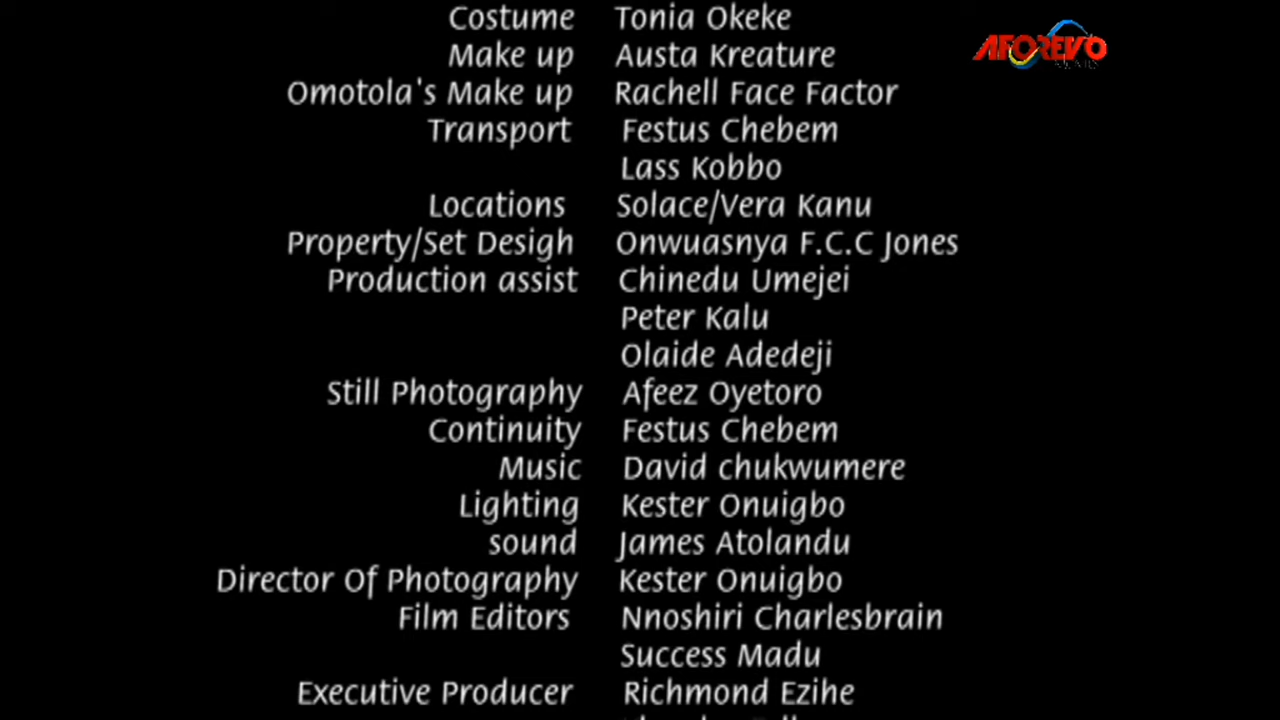 Costume Tonia Okeke
AFOREVO
Make up Austa Kreature
Omotola's Make up Rachell Face Factor
Transport Festus Chebem
Lass Kobbo
Locations Solace/Vera Kanu
Property/Set Desigh Onwuasnya F.C.C Jones
Production assist Chinedu Umejei
Peter Kalu
Olaide Adedeji
Still Photography Afeez Oyetoro
Continuity Festus Chebem
Music David chukwumere
Lighting Kester Onuigbo
sound James Atolandu
Director Of Photography Kester Onuigbo
Film Editors Nnoshiri Charlesbrain
Success Madu
Executive Producer Richmond Ezihe